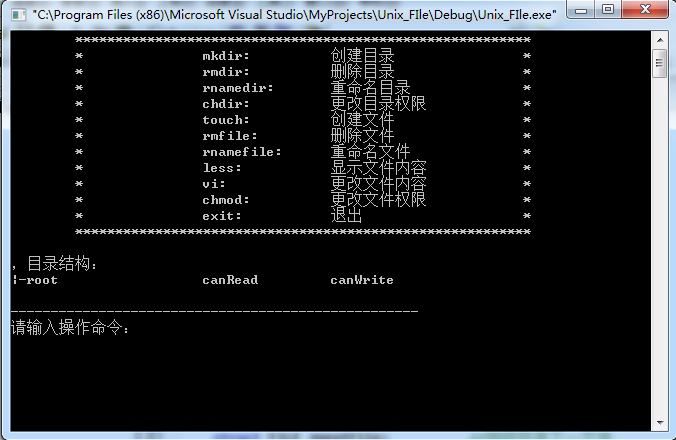 "C:\Program Files (x86)\Microsoft Visual Studio\MyProjects\Unix_FIle\Debug\Unix_FIle.exe"
*********************************************************
* mkdir: 创建目录 *
* rmdir: 删除目录 *
* rnamedir: 重命名目录 *
* chdir: 更改目录权限 *
* touch: 创建文件 *
* rmfile: 删除文件 *
* rnamefile: 重命名文件 *
* less: 显示文件内容 *
* vi: 更改文件内容 *
* chmod: 更改文件权限 *
* exit: 退出 *
*********************************************************
，目录结构：
|-root canRead canWrite
___________________________________________________
请输入操作命令：